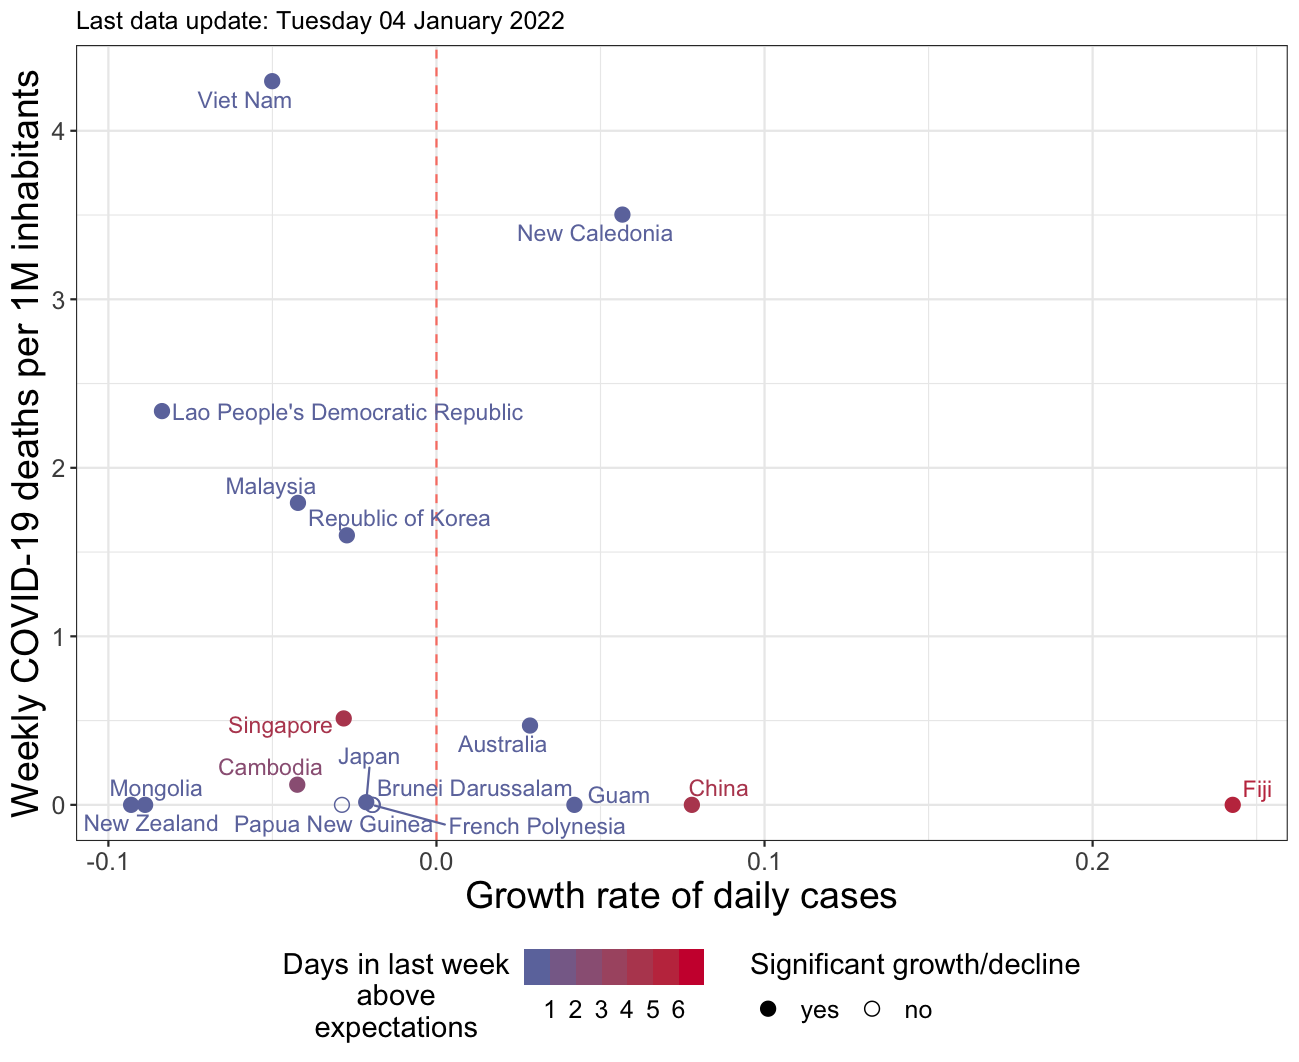 Last data update: Tuesday 04 January 2022
Weekly COVID-19 deaths per 1M inhabitants
4
3
2
1
0
Viet Nam
New Caledonia
Lao People's Democratic Republic
Malaysia
Republic of Korea
Singapore
Australia
Japan
Cambodia
Mongolia
Brunei Darussalam
Guam
China
Fiji
New Zealand
Papua New Guinea
French Polynesia
-0.1
0.0
0.1
0.2
Growth rate of daily cases
Days in last week
above
expectations
1 2 3 4 5 6
Significant growth/decline
yes
no